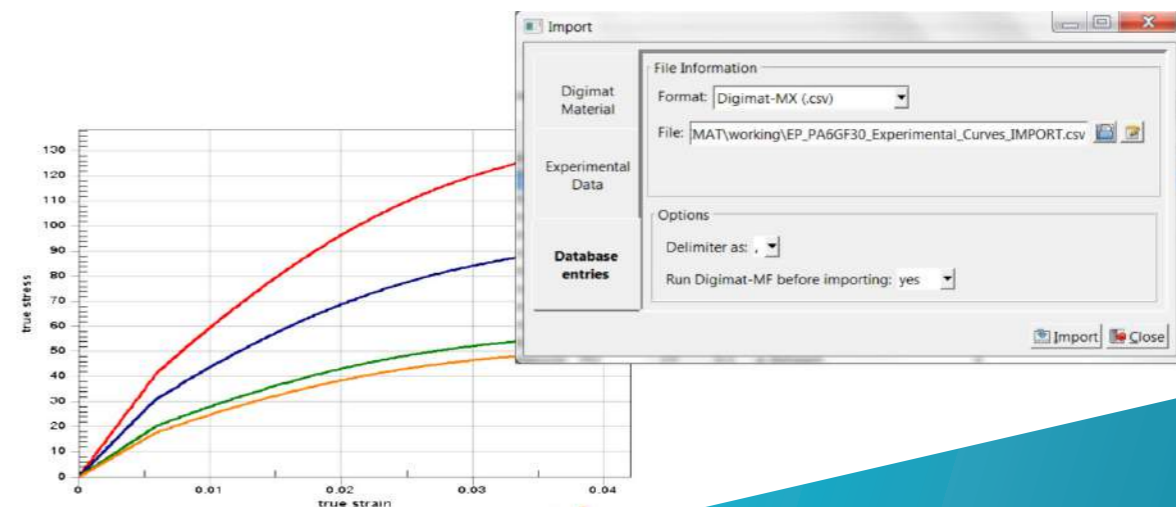 Import
Digimat
Material
Experimental
Data
Database
entries
File Information
Format: Digimat-MX (.csv)
File: MAT\working\EP_PA6GF30_Experimental_Curves_IMPORT.csv
Options
Delimiter as: ,
Run Digimat-MF before importing: yes
Import
Close
true stress
130
120
110
100
90
80
70
60
50
40
30
20
10
0
0
0.01
0.02
0.03
0.04
true strain